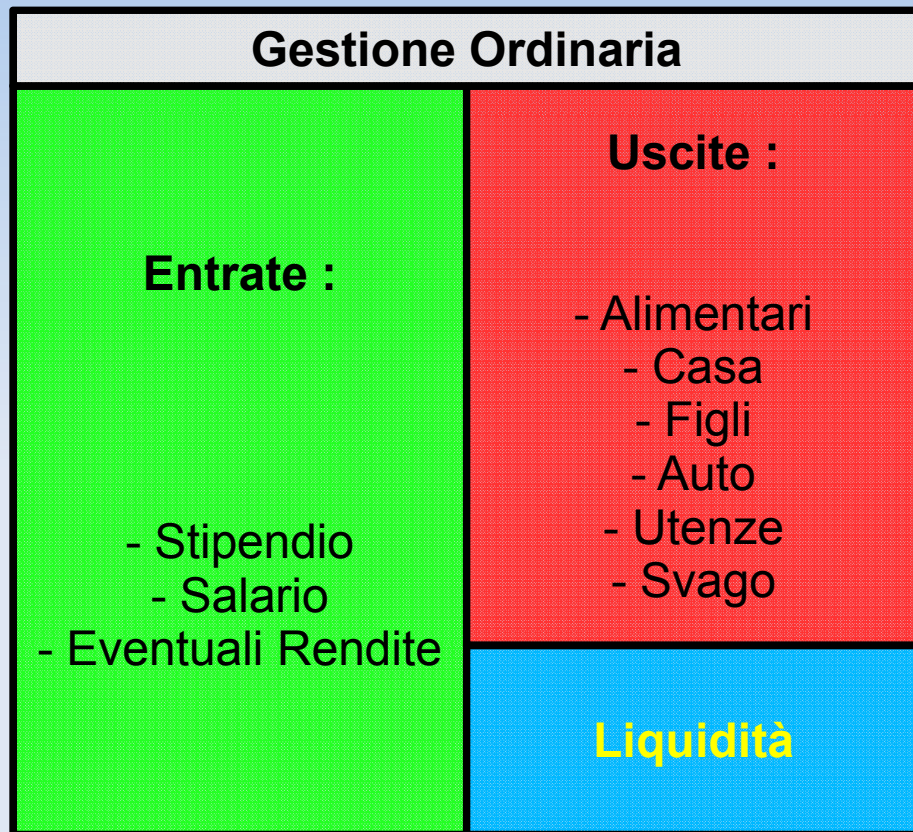 Gestione Ordinaria
Entrate :
- Stipendio
- Salario
- Eventuali Rendite
Uscite :
- Alimentari
- Casa
- Figli
- Auto
- Utenze
- Svago
Liquidità